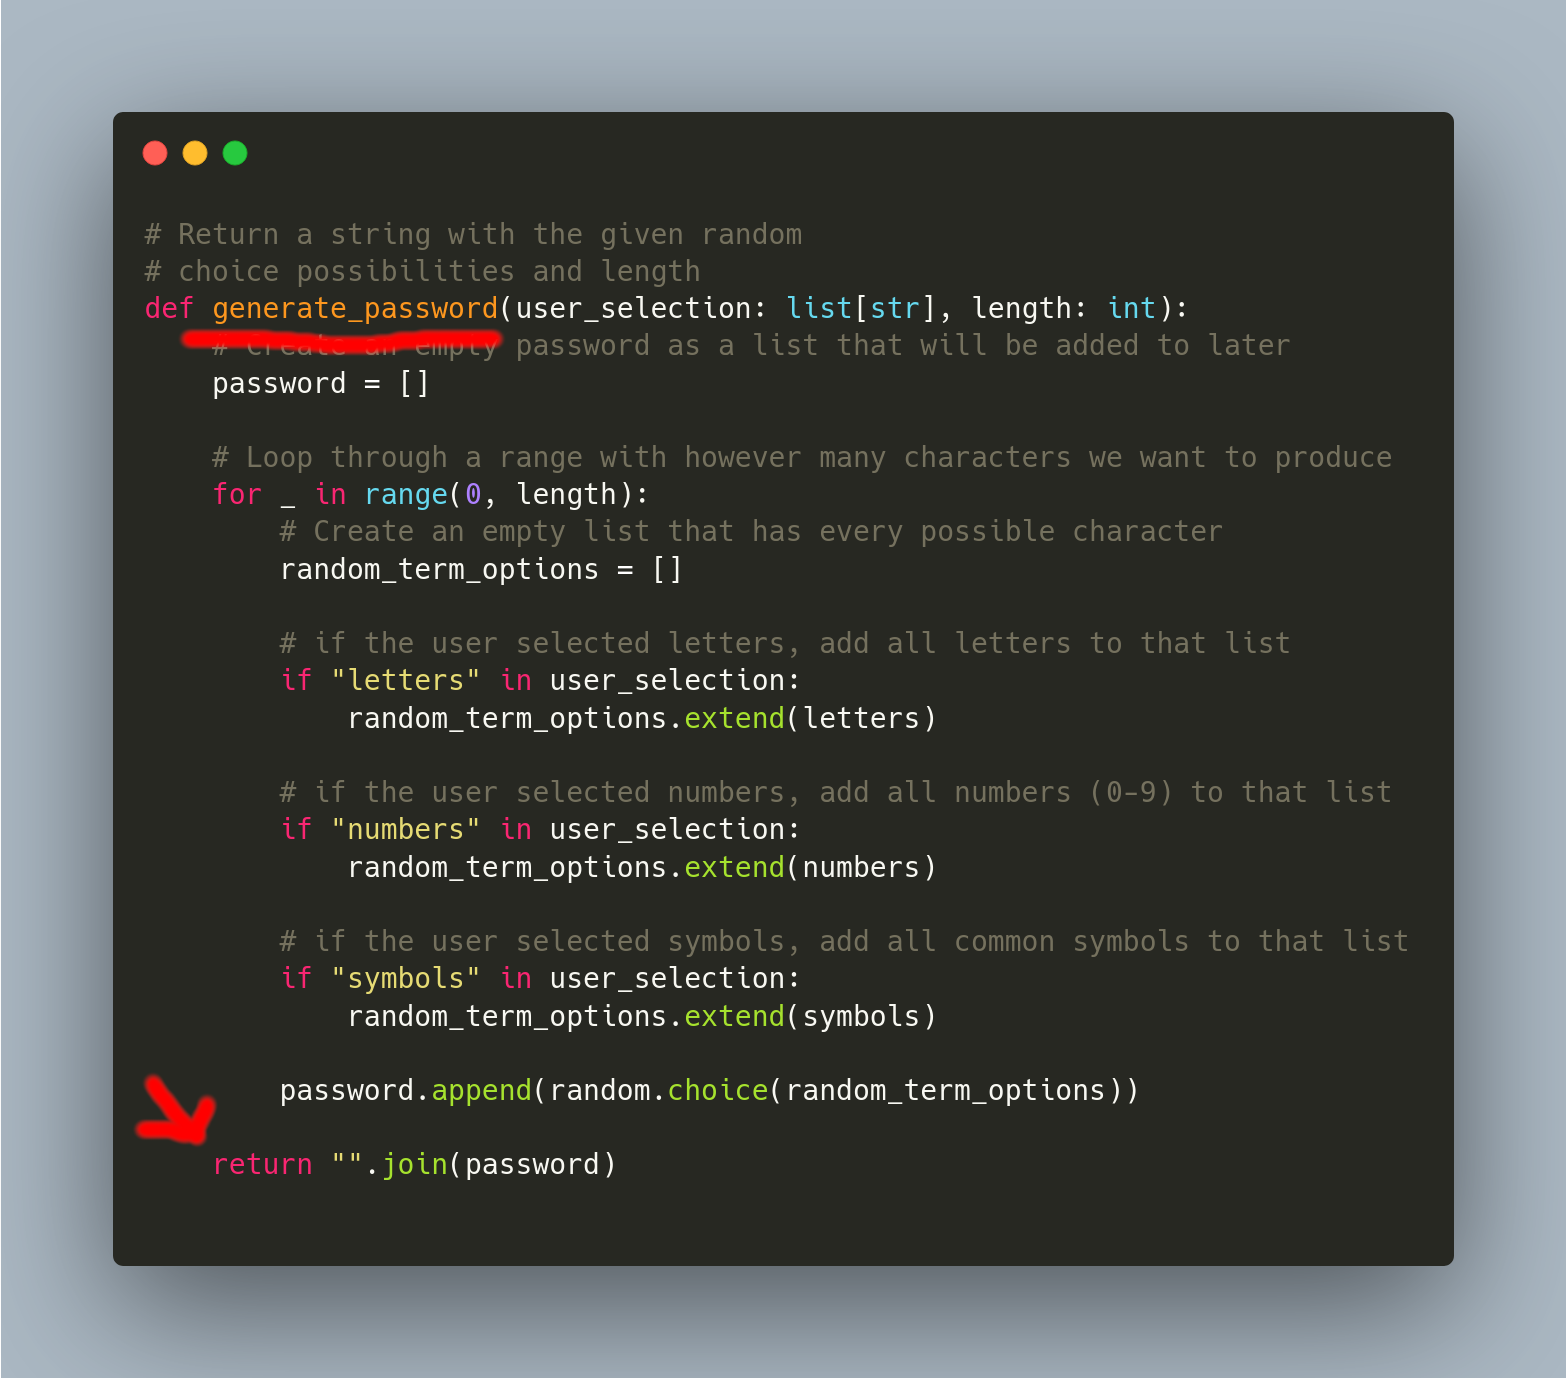 # Return a string with the given random
# choice possibilities and length
def generate_password(user_selection: list[str], length: int):
    # Create an empty password as a list that will be added to later
    password = []

    # Loop through a range with however many characters we want to produce
    for _ in range(0, length):
        # Create an empty list that has every possible character
        random_term_options = []

        # if the user selected letters, add all letters to that list
        if "letters" in user_selection:
            random_term_options.extend(letters)

        # if the user selected numbers, add all numbers (0-9) to that list
        if "numbers" in user_selection:
            random_term_options.extend(numbers)

        # if the user selected symbols, add all common symbols to that list
        if "symbols" in user_selection:
            random_term_options.extend(symbols)

        password.append(random.choice(random_term_options))

    return "".join(password)